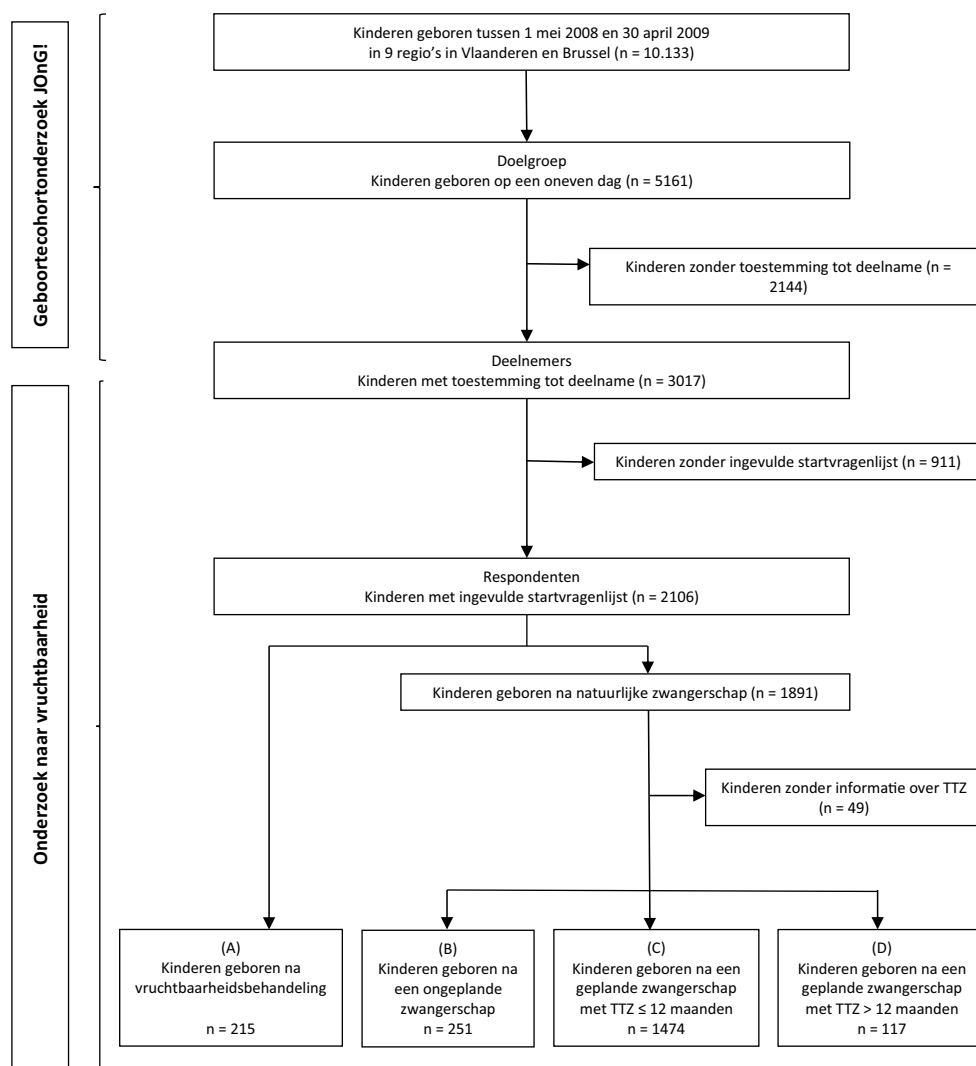 Geboortecohortonderzoek JOnG!
Kinderen geboren tussen 1 mei 2008 en 30 april 2009
in 9 regio's in Vlaanderen en Brussel (n = 10.133)
Doelgroep
Kinderen geboren op een oneven dag (n = 5161)
Kinderen zonder toestemming tot deelname (n =
2144)
Deelnemers
Kinderen met toestemming tot deelname (n = 3017)
Onderzoek naar vruchtbaarheid
Kinderen zonder ingevulde startvragenlijst (n = 911)
Respondenten
Kinderen met ingevulde startvragenlijst (n = 2106)
Kinderen geboren na natuurlijke zwangerschap (n = 1891)
Kinderen zonder informatie over TTZ
(n = 49)
(A)
Kinderen geboren na
vruchtbaarheidsbehandeling
n = 215
(B)
Kinderen geboren na
een ongeplande
zwangerschap
n = 251
(C)
Kinderen geboren na een
geplande zwangerschap
met TTZ ≤ 12 maanden
n = 1474
(D)
Kinderen geboren na een
geplande zwangerschap
met TTZ > 12 maanden
n = 117